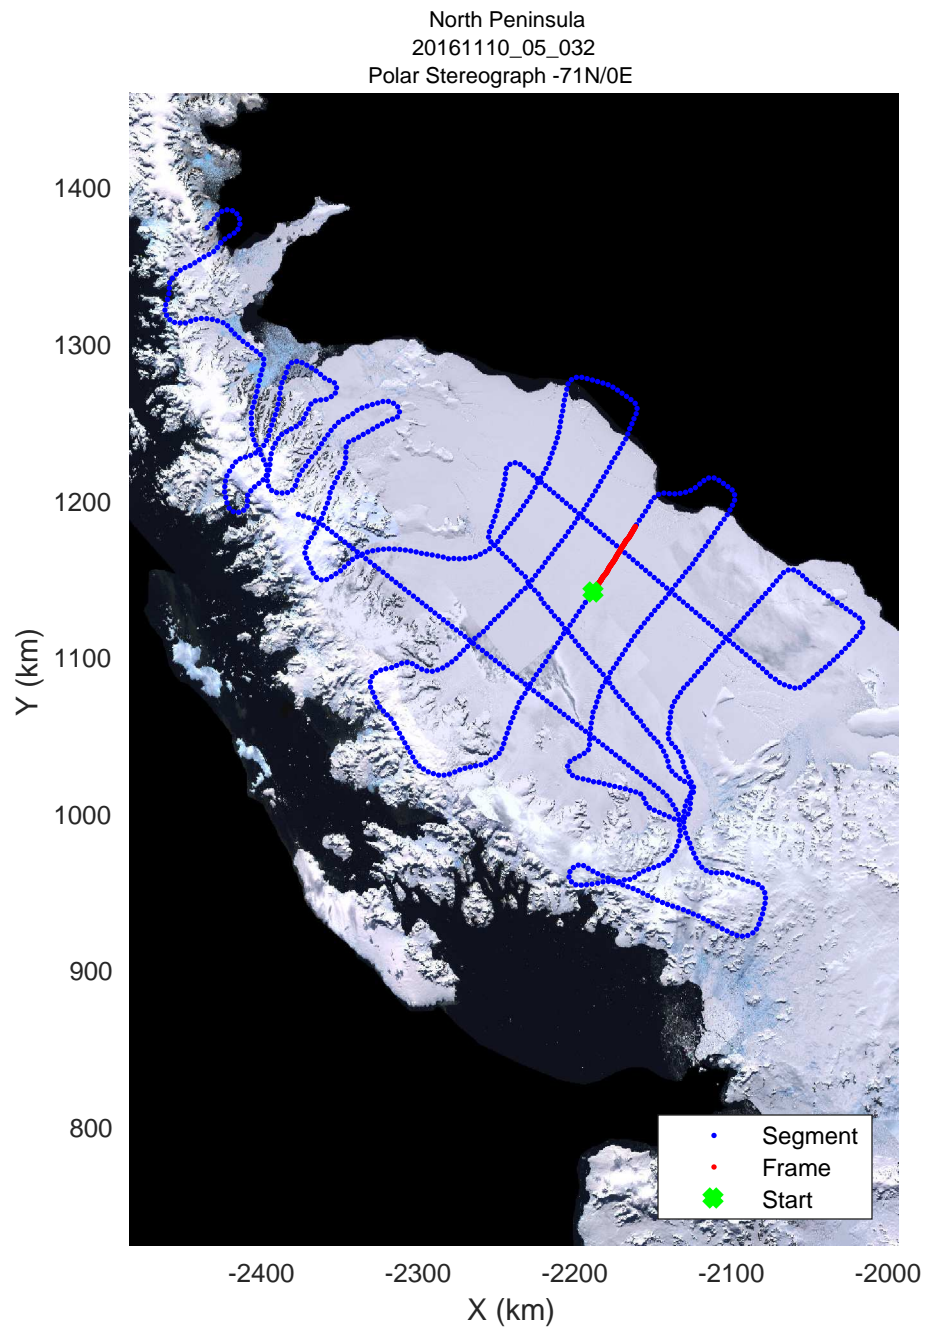 North Peninsula
20161110_05_032
Polar Stereograph -71N/0E
1400
1300
1200
1100
1000
900
800
Y (km)
Segment
Frame
Start
-2400
-2300
-2200
-2100
-2000
X (km)